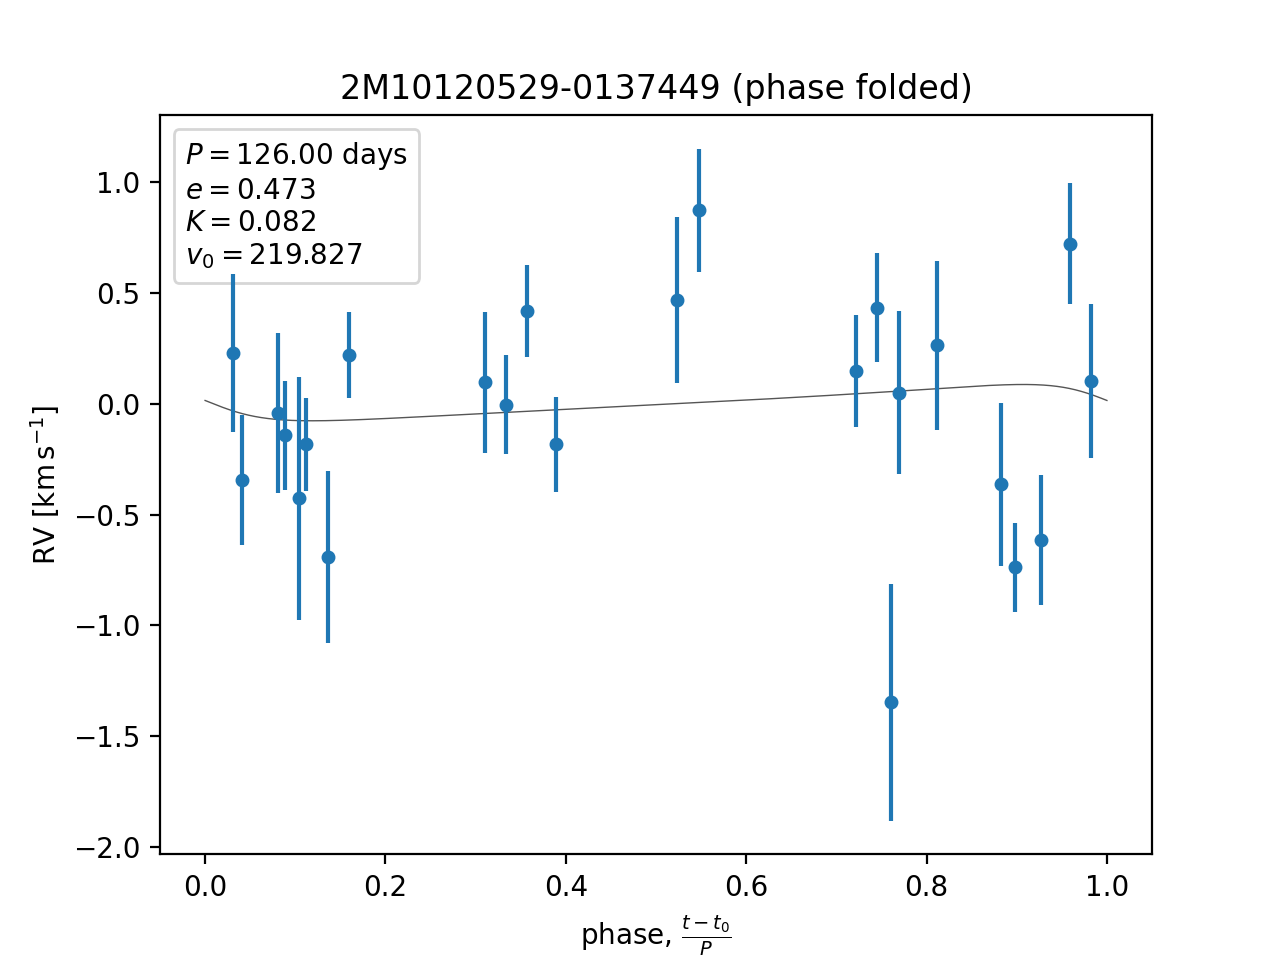 2M10120529-0137449 (phase folded)
P = 126.00 days
e = 0.473
K = 0.082
v₀ = 219.827
1.0
0.5
0.0
−0.5
−1.0
−1.5
−2.0
RV [km s⁻¹]
0.0 0.2 0.4 0.6 0.8 1.0
phase, (t − t₀)/P